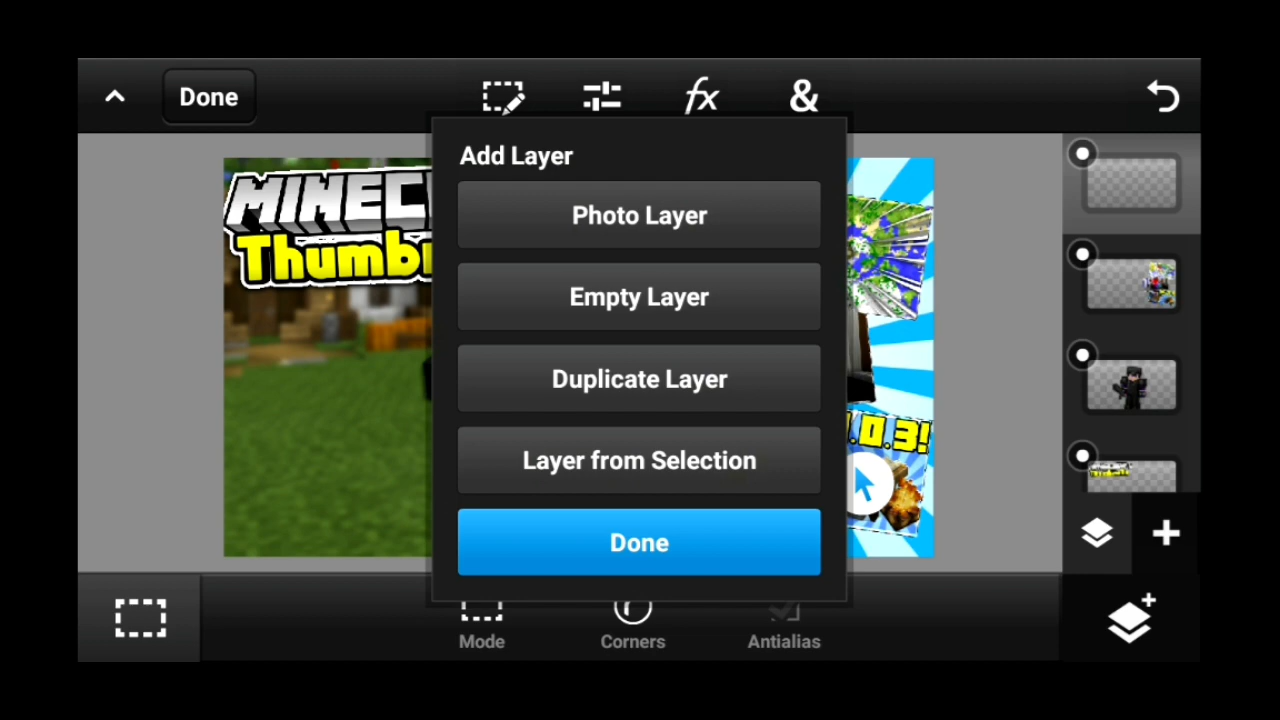 Done
fx
&
Add Layer
MINEC
Thumb
Photo Layer
Empty Layer
Duplicate Layer
Layer from Selection
.0.3!
Done
Mode
Corners
Antialias